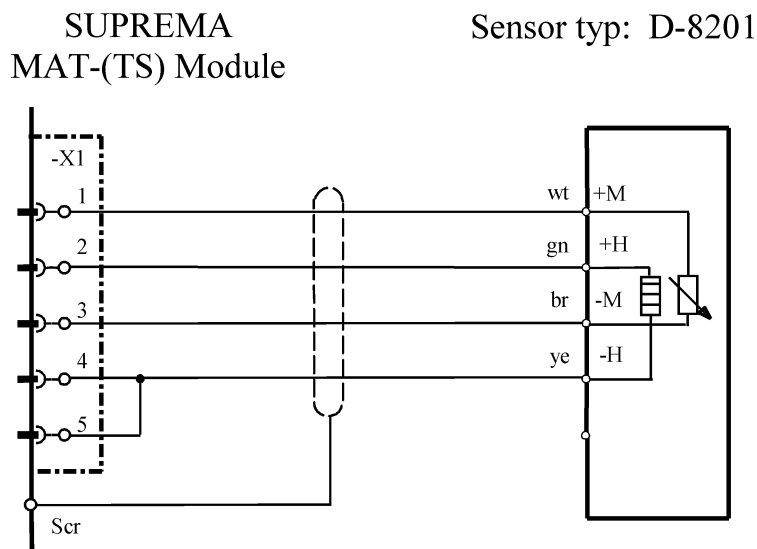 SUPREMA
MAT-(TS) Module
Sensor typ: D-8201
-X1
1
wt
+M
2
gn
+H
3
br
-M
4
ye
-H
5
Scr